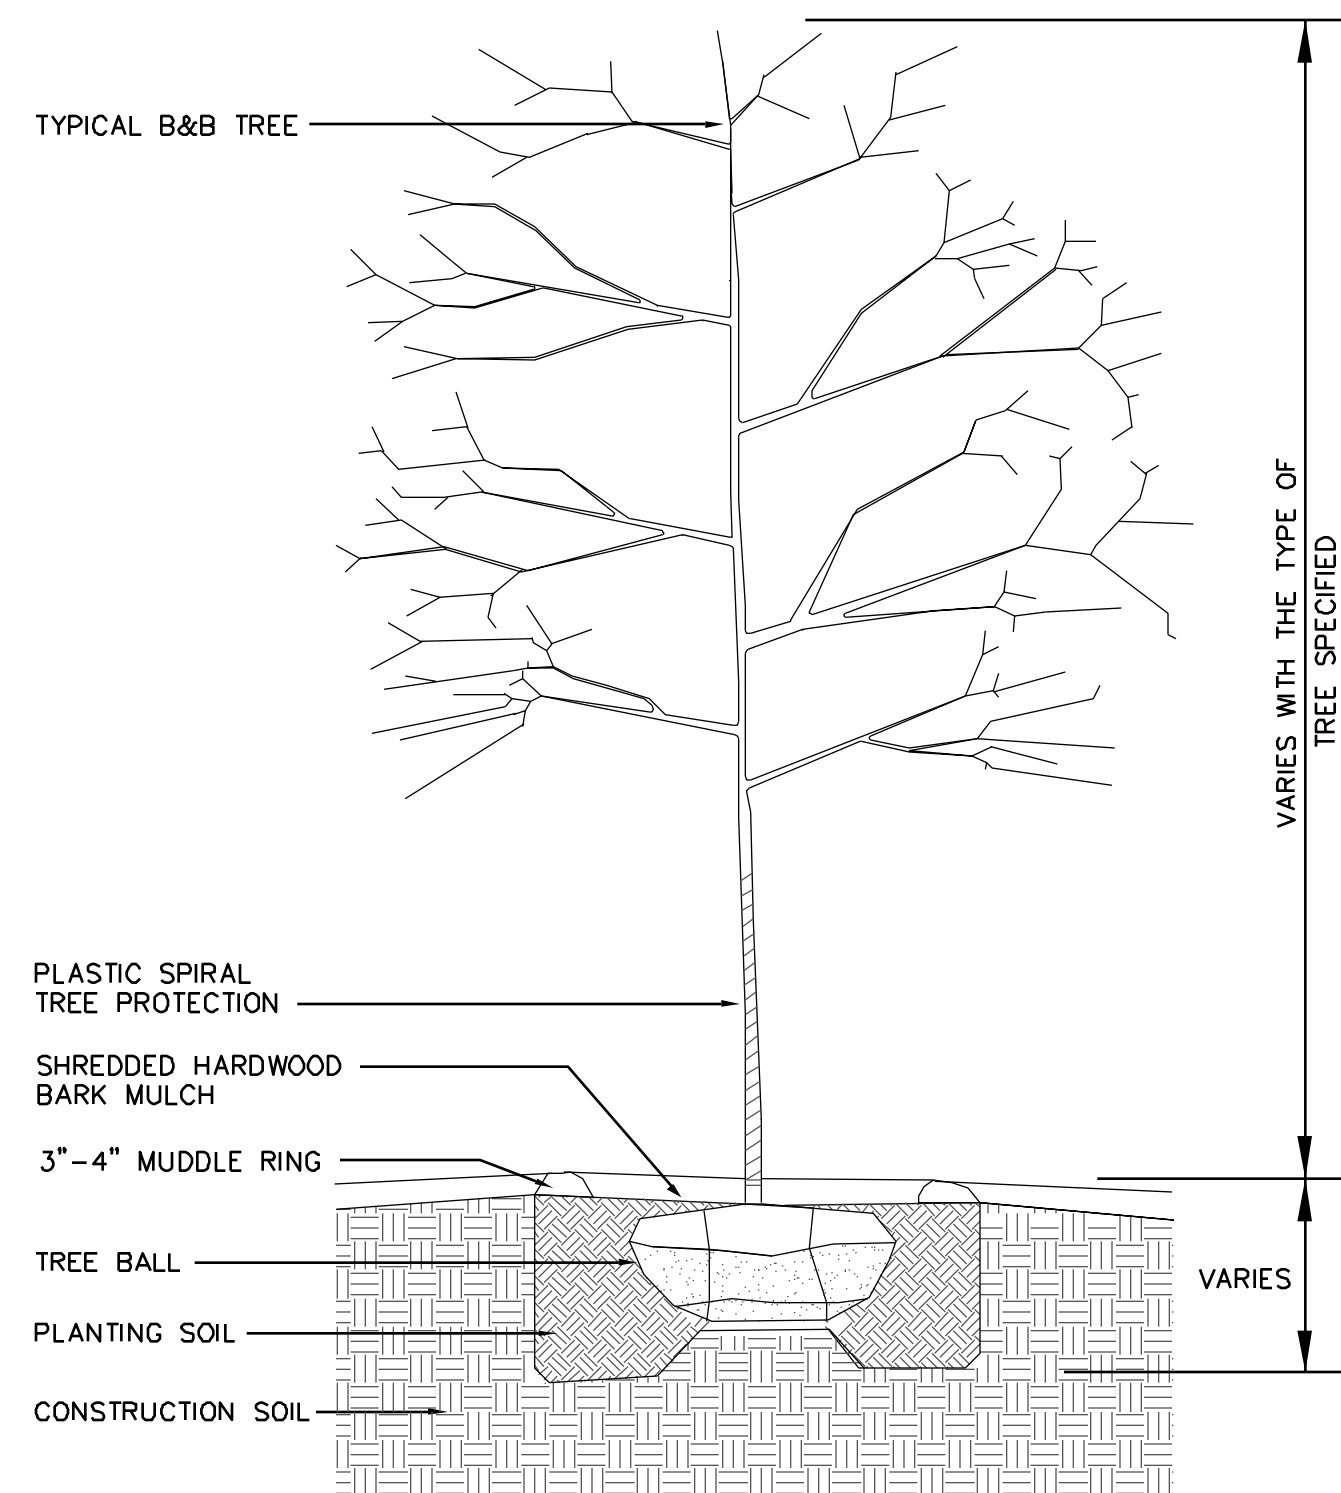 TYPICAL B&B TREE
VARIES WITH THE TYPE OF
TREE SPECIFIED
PLASTIC SPIRAL
TREE PROTECTION
SHREDDED HARDWOOD
BARK MULCH
3"-4" MUDDLE RING
TREE BALL
VARIES
PLANTING SOIL
CONSTRUCTION SOIL